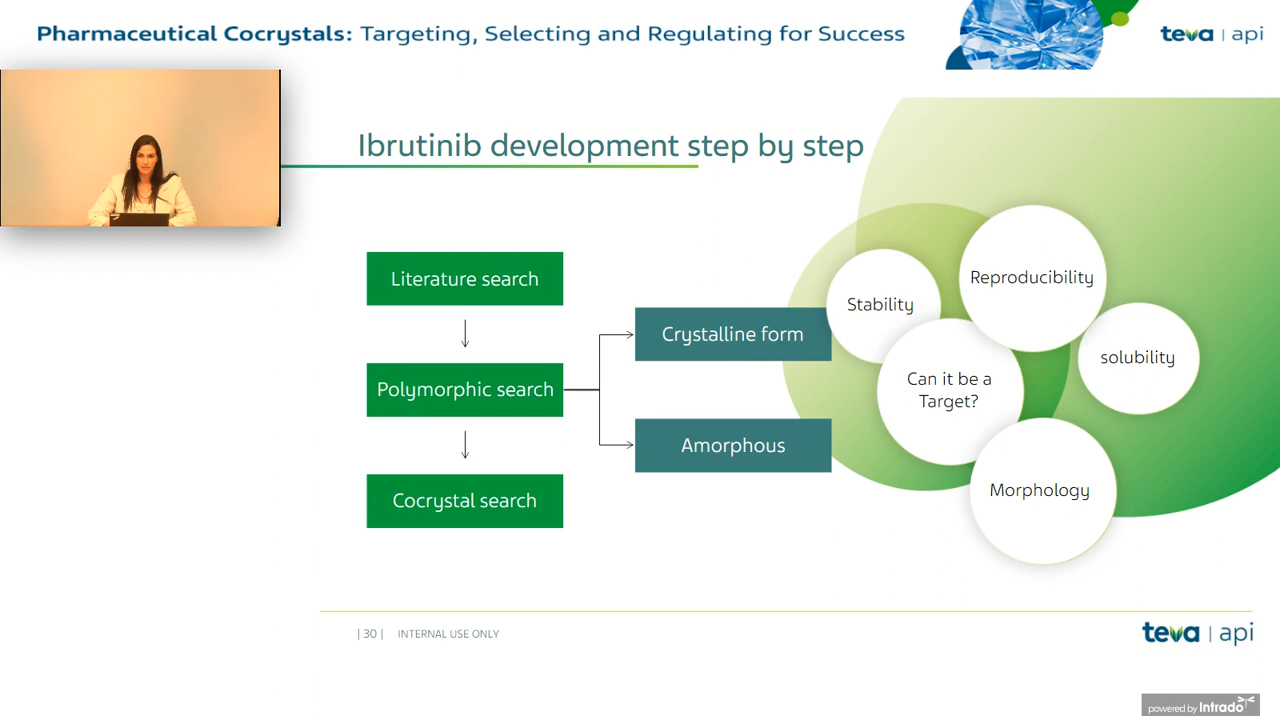 Pharmaceutical Cocrystals: Targeting, Selecting and Regulating for Success
teva | api
Ibrutinib development step by step
Literature search
Polymorphic search
Cocrystal search
Crystalline form
Amorphous
Stability
Reproducibility
solubility
Can it be a
Target?
Morphology
| 30 | INTERNAL USE ONLY
teva | api
powered by Intrado